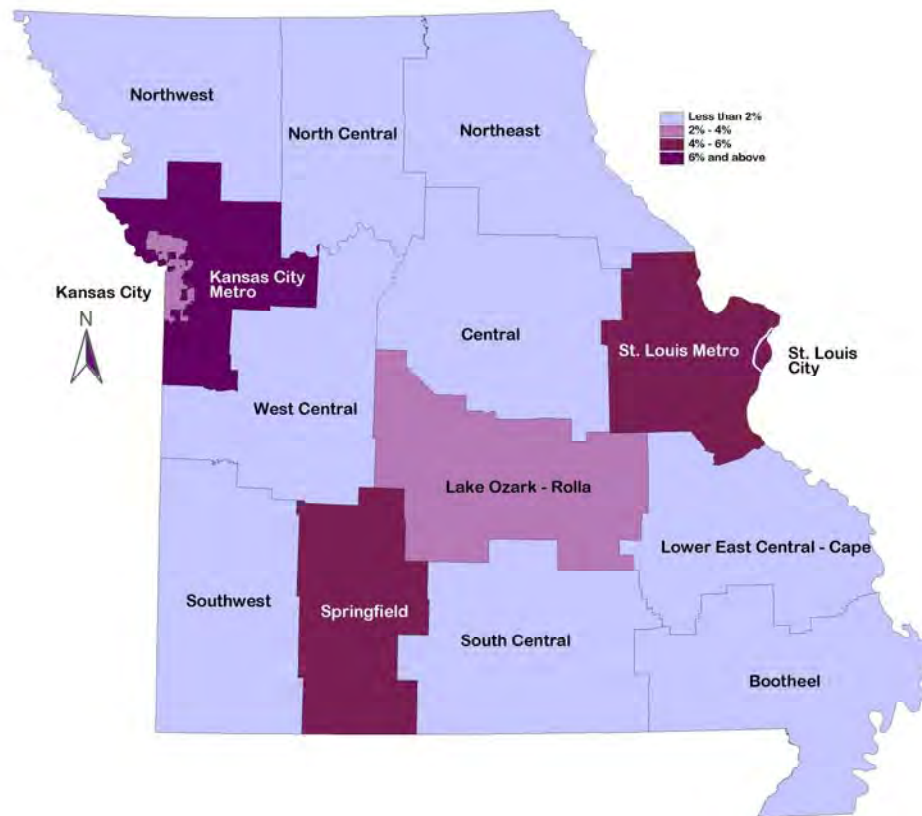 Northwest
North Central
Northeast
Less than 2%
2% - 4%
4% - 6%
6% and above
Kansas City
Kansas City
Metro
N
Central
St. Louis Metro
St. Louis
City
West Central
Lake Ozark - Rolla
Lower East Central - Cape
Southwest
Springfield
South Central
Bootheel